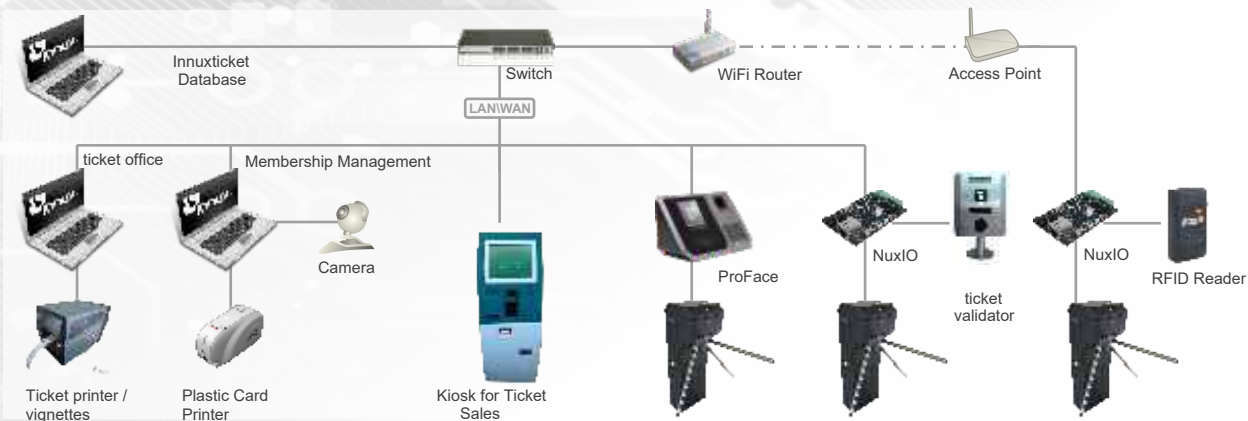 Innuxticket
Database
Switch
WiFi Router
Access Point
LAN\WAN
ticket office
Membership Management
Camera
ProFace
NuxIO
NuxIO
RFID Reader
ticket
validator
Ticket printer /
vignettes
Plastic Card
Printer
Kiosk for Ticket
Sales